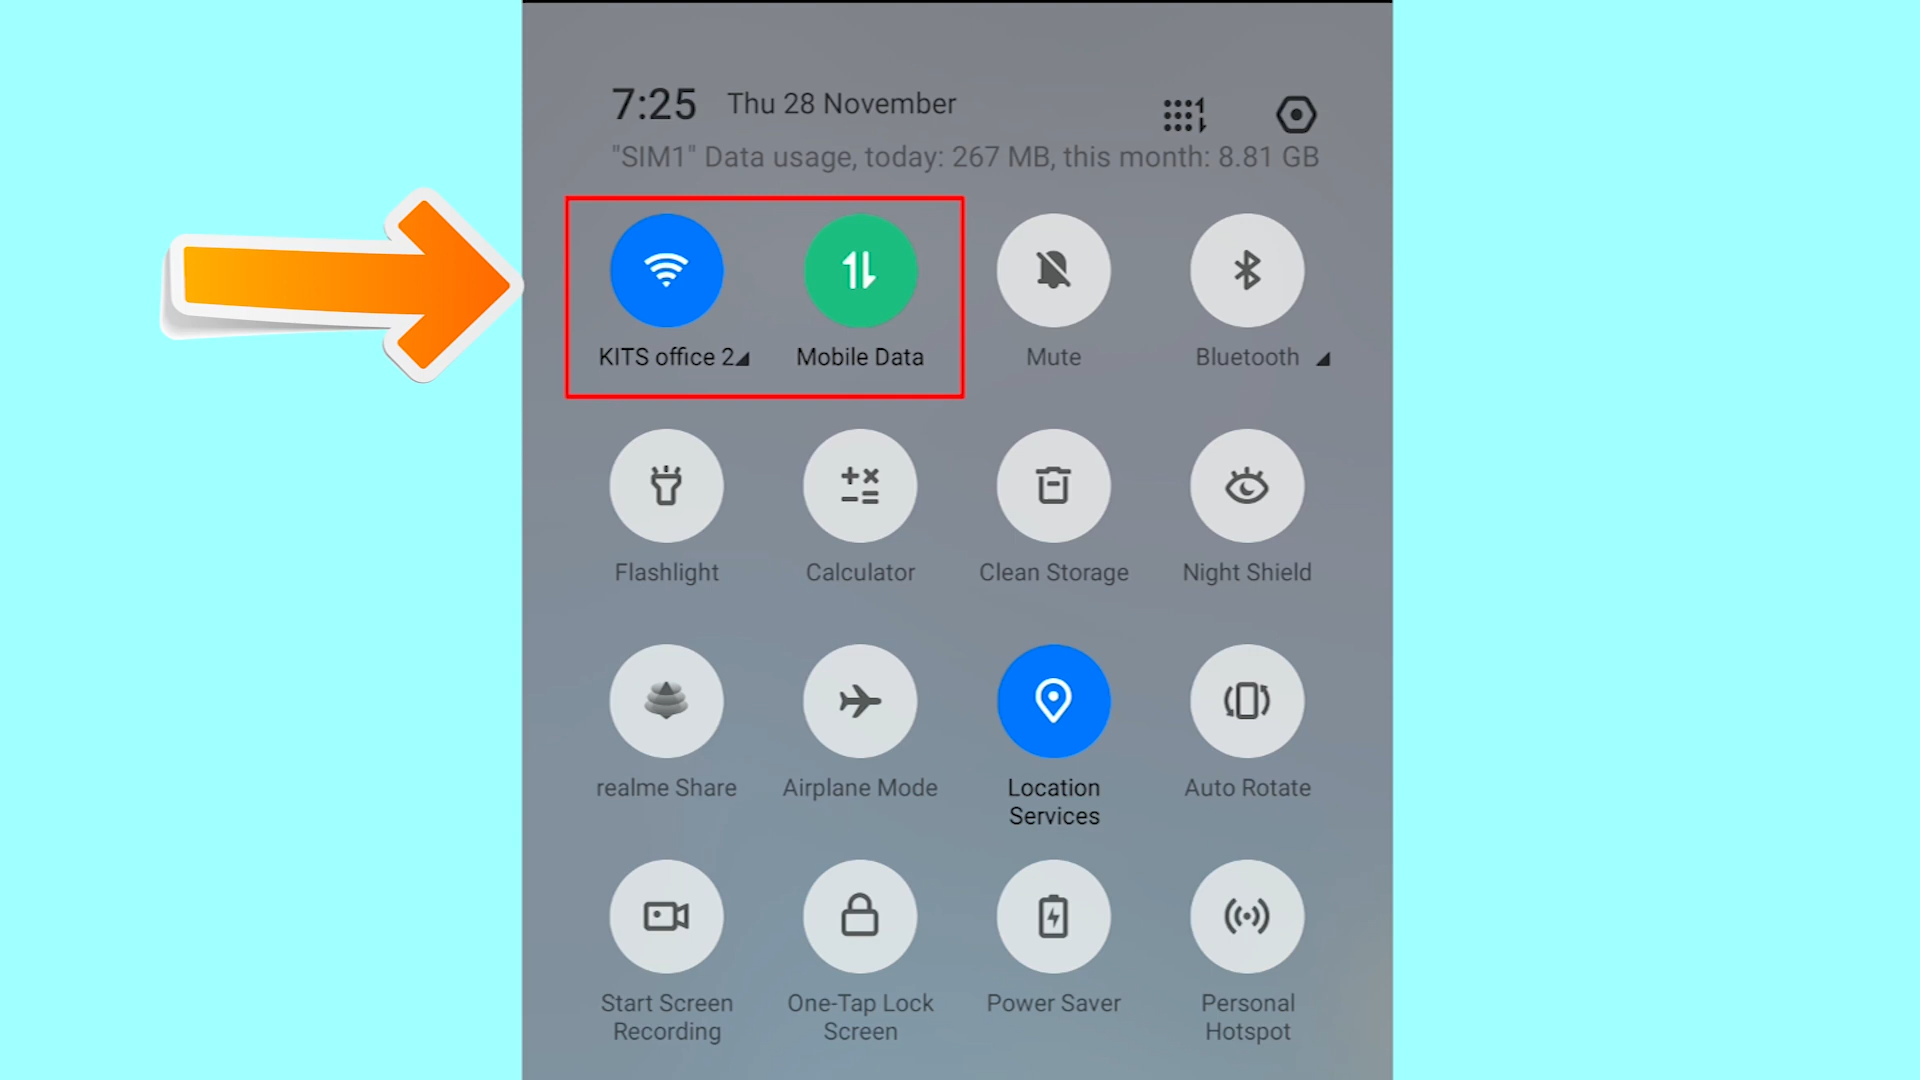 7:25 Thu 28 November
"SIM1" Data usage, today: 267 MB, this month: 8.81 GB
KITS office 2 Mobile Data Mute Bluetooth
Flashlight Calculator Clean Storage Night Shield
realme Share Airplane Mode Location Services Auto Rotate
Start Screen Recording One-Tap Lock Screen Power Saver Personal Hotspot